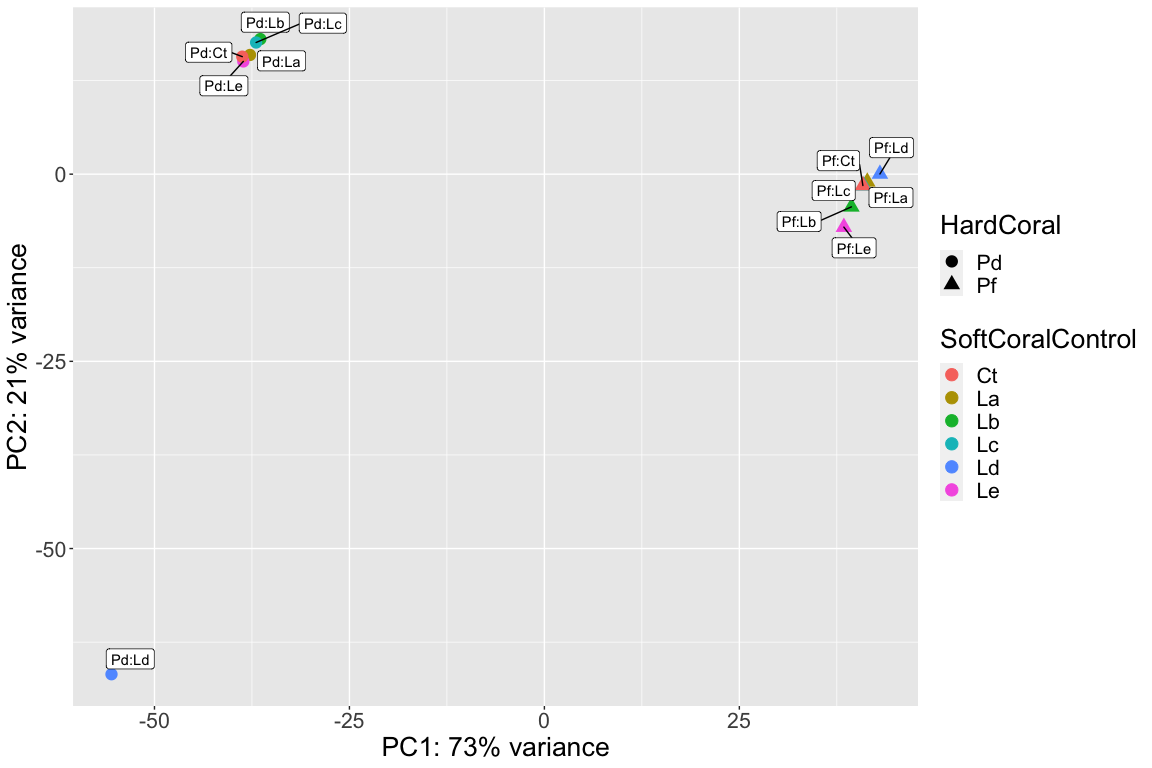 Pd:Lb
Pd:Lc
Pd:Ct
Pd:La
Pd:Le
Pf:Ld
Pf:Ct
Pf:Lc
Pf:La
Pf:Lb
Pf:Le
Pd:Ld
0
-25
-50
PC2: 21% variance
-50
-25
0
25
PC1: 73% variance
HardCoral
Pd
Pf
SoftCoralControl
Ct
La
Lb
Lc
Ld
Le